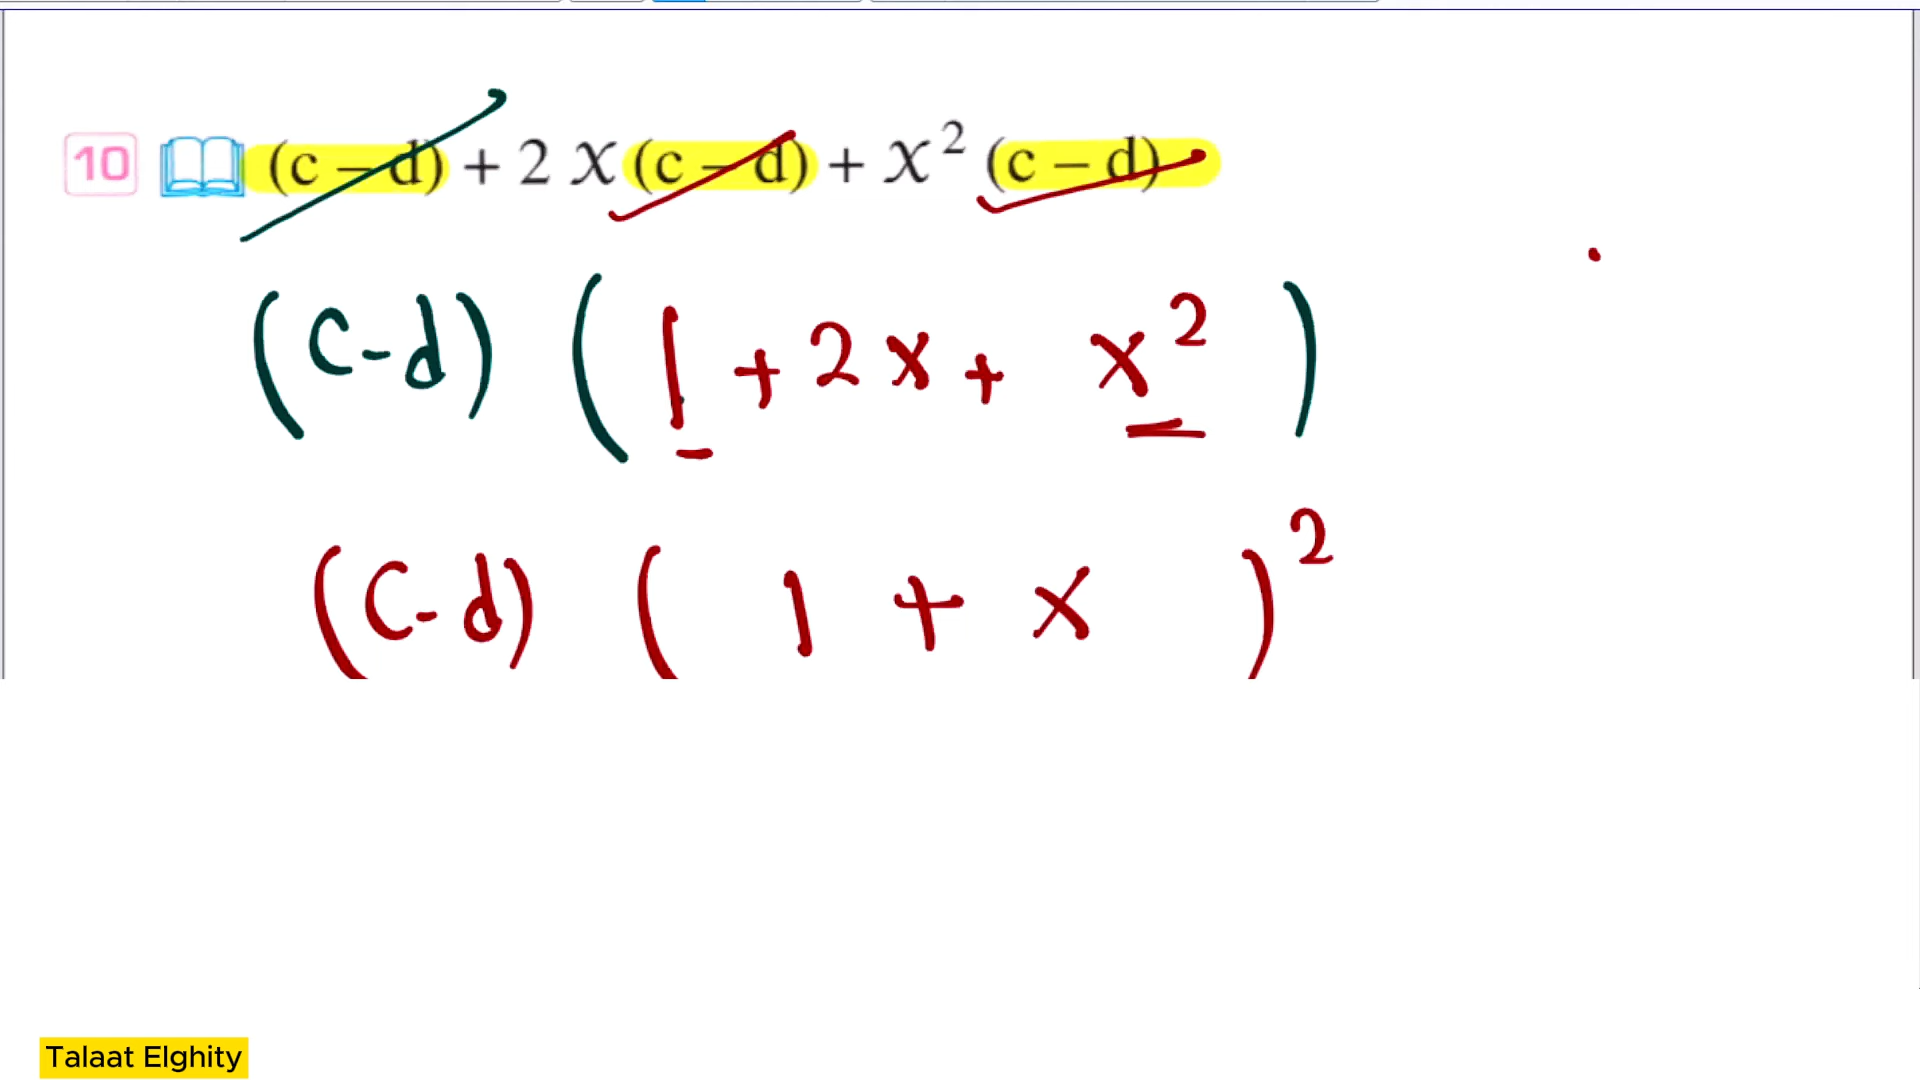 10 (c – d) + 2 x (c – d) + x² (c – d)
(c-d) ( 1 + 2x + x² )
(c-d) ( 1 + x )²
Talaat Elghity